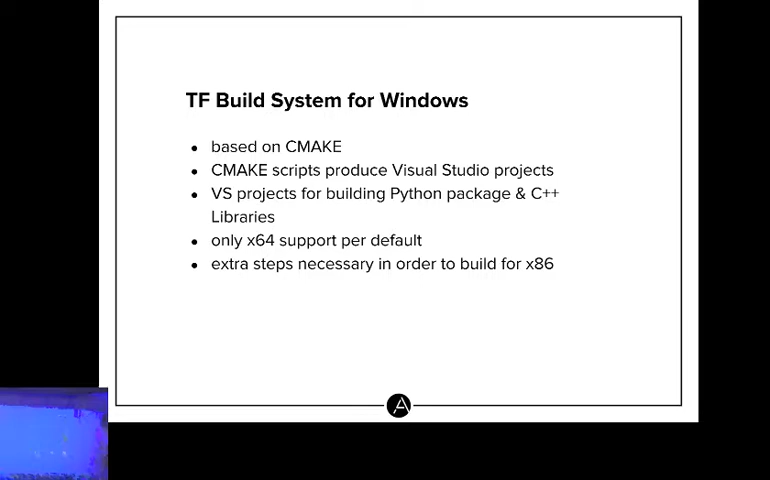 TF Build System for Windows
• based on CMAKE
• CMAKE scripts produce Visual Studio projects
• VS projects for building Python package & C++
Libraries
• only x64 support per default
• extra steps necessary in order to build for x86